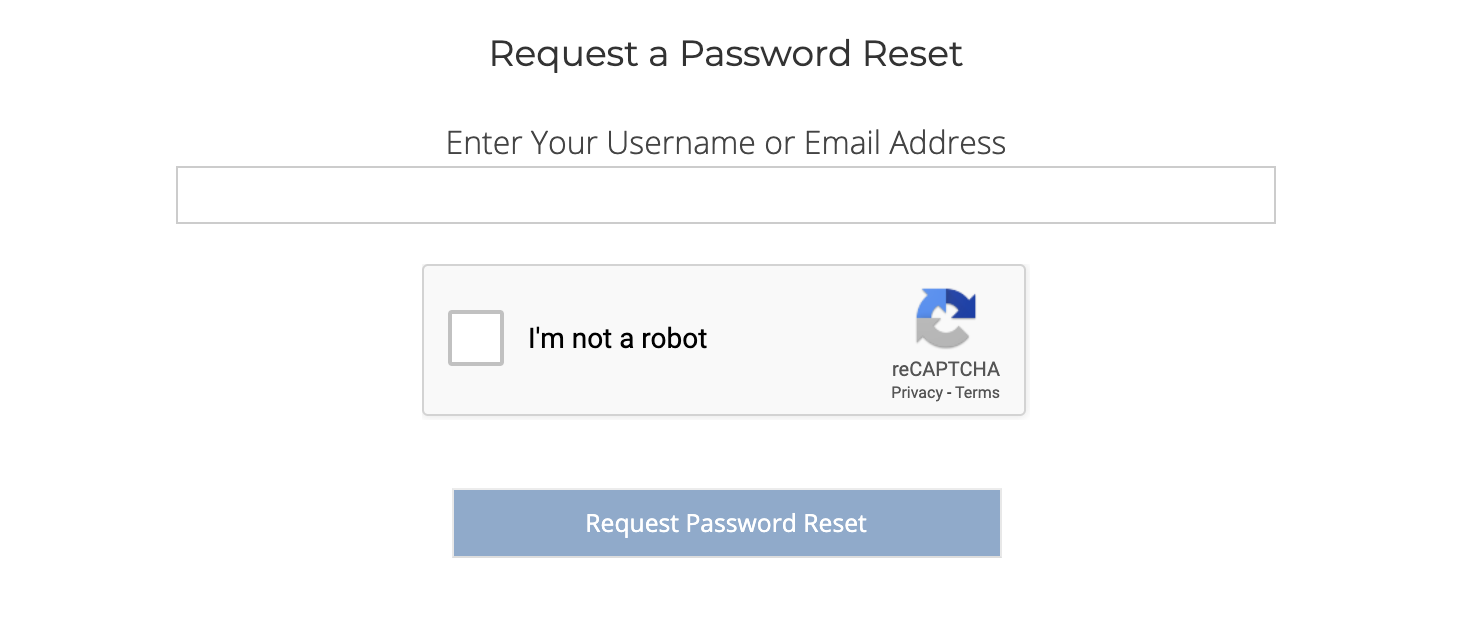 Request a Password Reset
Enter Your Username or Email Address
I'm not a robot
reCAPTCHA
Privacy - Terms
Request Password Reset